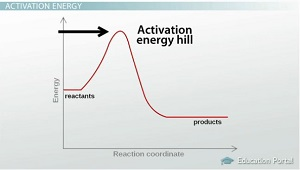 ACTIVATION ENERGY
Activation
energy hill
Energy
reactants
products
Reaction coordinate
Education Portal